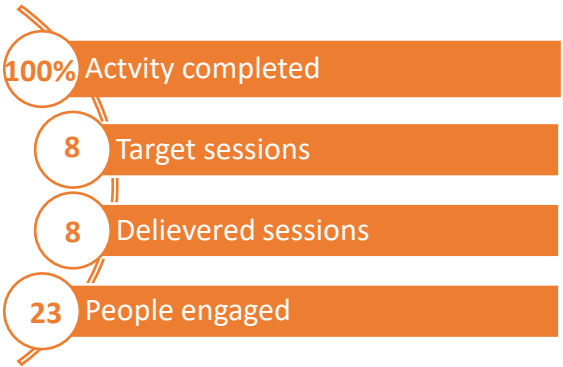 100% Actvity completed
8 Target sessions
8 Delievered sessions
23 People engaged